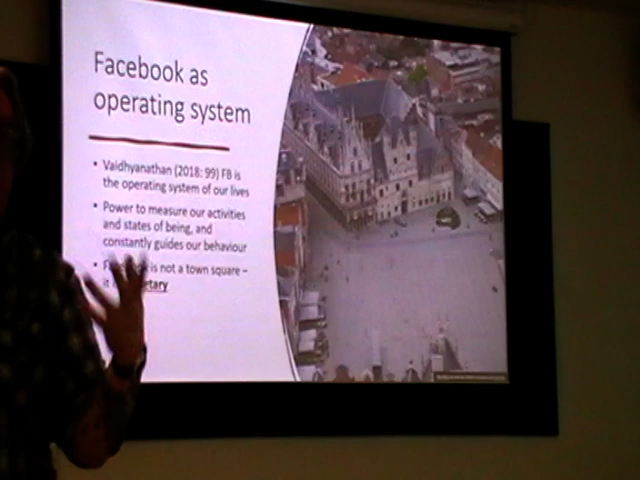 Facebook as
operating system
• Vaidhyanathan (2018: 99) FB is
the operating system of our lives
• Power to measure our activities
and states of being, and
constantly guides our behaviour
• is not a town square –
it